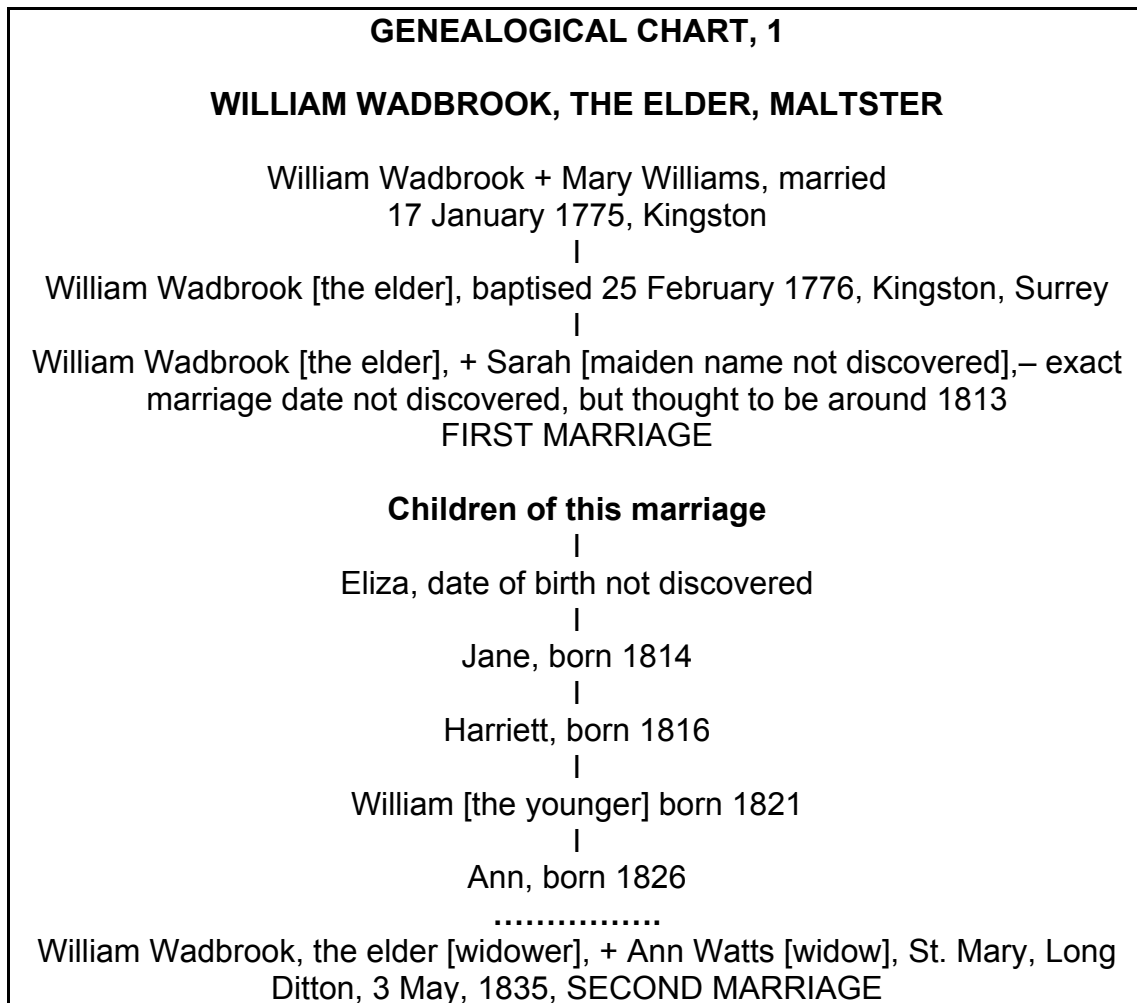 GENEALOGICAL CHART, 1
WILLIAM WADBROOK, THE ELDER, MALTSTER
William Wadbrook + Mary Williams, married
17 January 1775, Kingston
I
William Wadbrook [the elder], baptised 25 February 1776, Kingston, Surrey
I
William Wadbrook [the elder], + Sarah [maiden name not discovered],– exact
marriage date not discovered, but thought to be around 1813
FIRST MARRIAGE
Children of this marriage
I
Eliza, date of birth not discovered
I
Jane, born 1814
I
Harriett, born 1816
I
William [the younger] born 1821
I
Ann, born 1826
…………….
William Wadbrook, the elder [widower], + Ann Watts [widow], St. Mary, Long
Ditton, 3 May, 1835, SECOND MARRIAGE